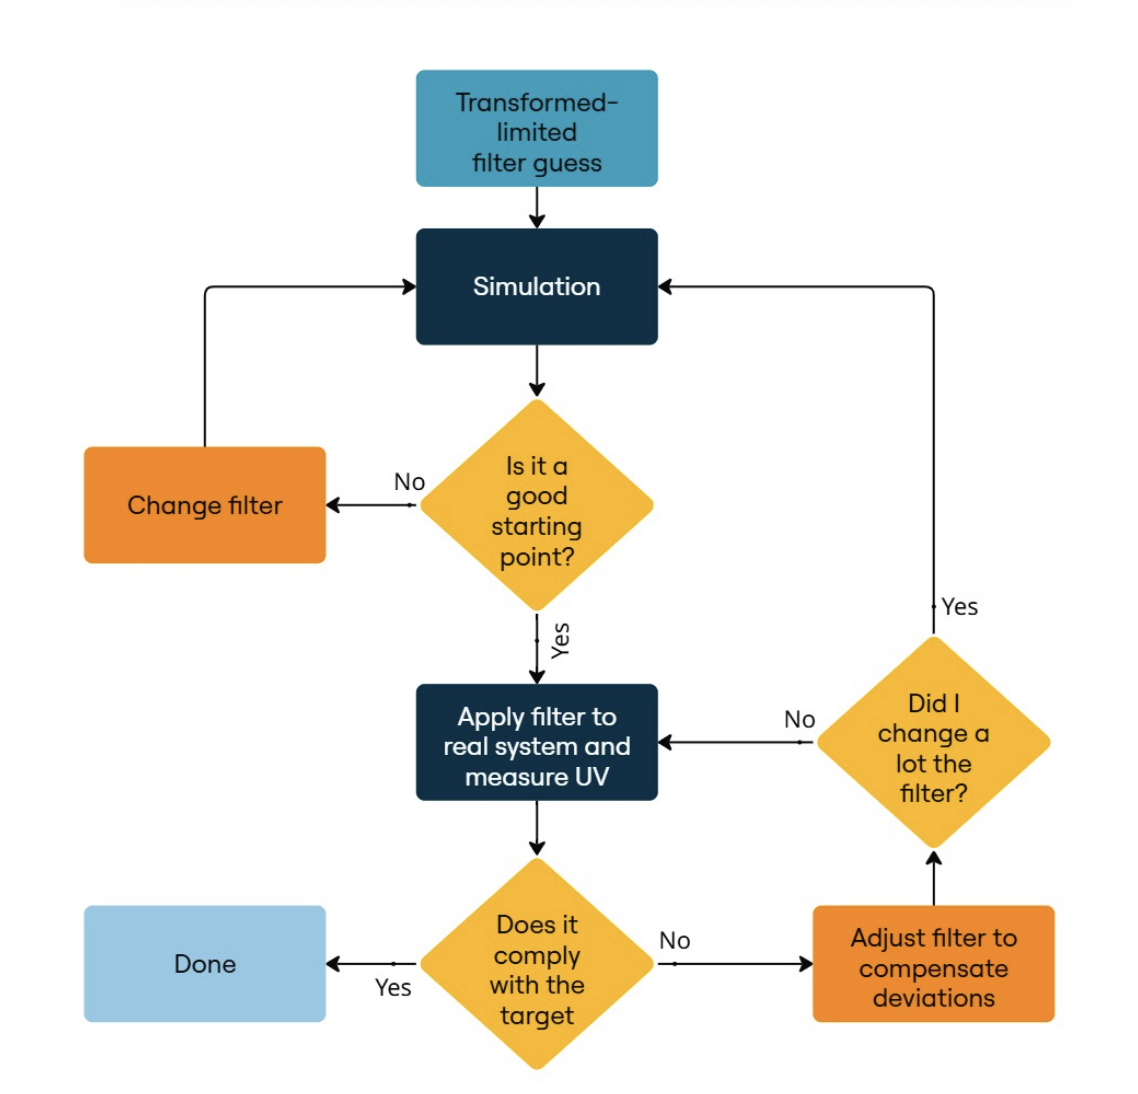 Transformed-
limited
filter guess
Simulation
Is it a
good
starting
point?
No
Change filter
Yes
Apply filter to
real system and
measure UV
No
Did I
change a
lot the
filter?
Yes
Does it
comply
with the
target
Yes
Done
No
Adjust filter to
compensate
deviations